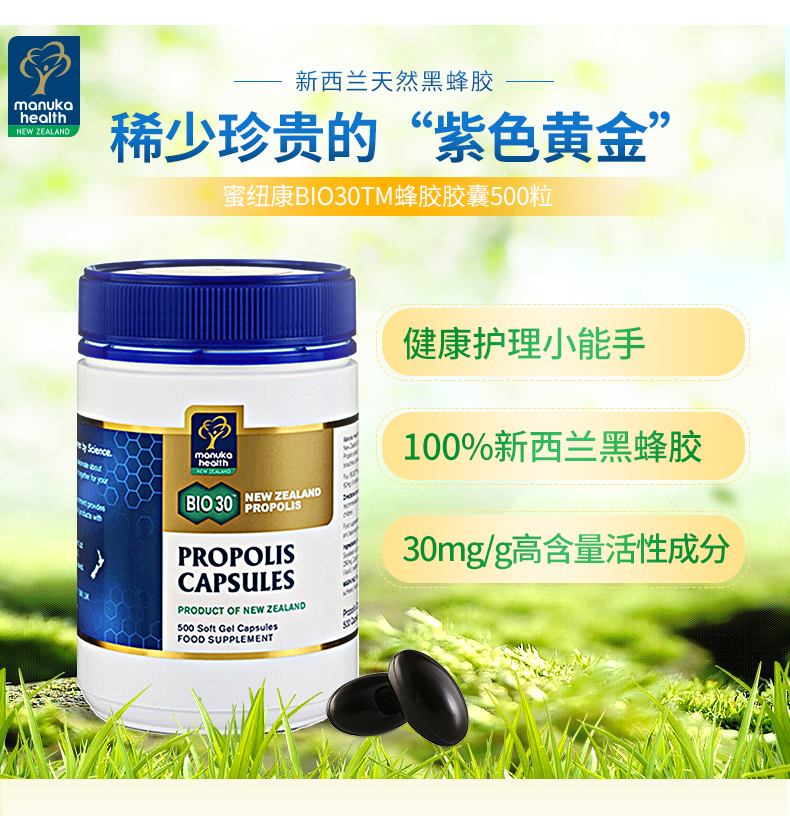 manuka
health
NEW ZEALAND
新西兰天然黑蜂胶
稀少珍贵的“紫色黄金”
蜜纽康BIO30TM蜂胶胶囊500粒
健康护理小能手
100%新西兰黑蜂胶
30mg/g高含量活性成分
manuka
health
NEW ZEALAND
BIO30™
NEW ZEALAND
PROPOLIS
PROPOLIS
CAPSULES
PRODUCT OF NEW ZEALAND
500 Soft Gel Capsules
FOOD SUPPLEMENT